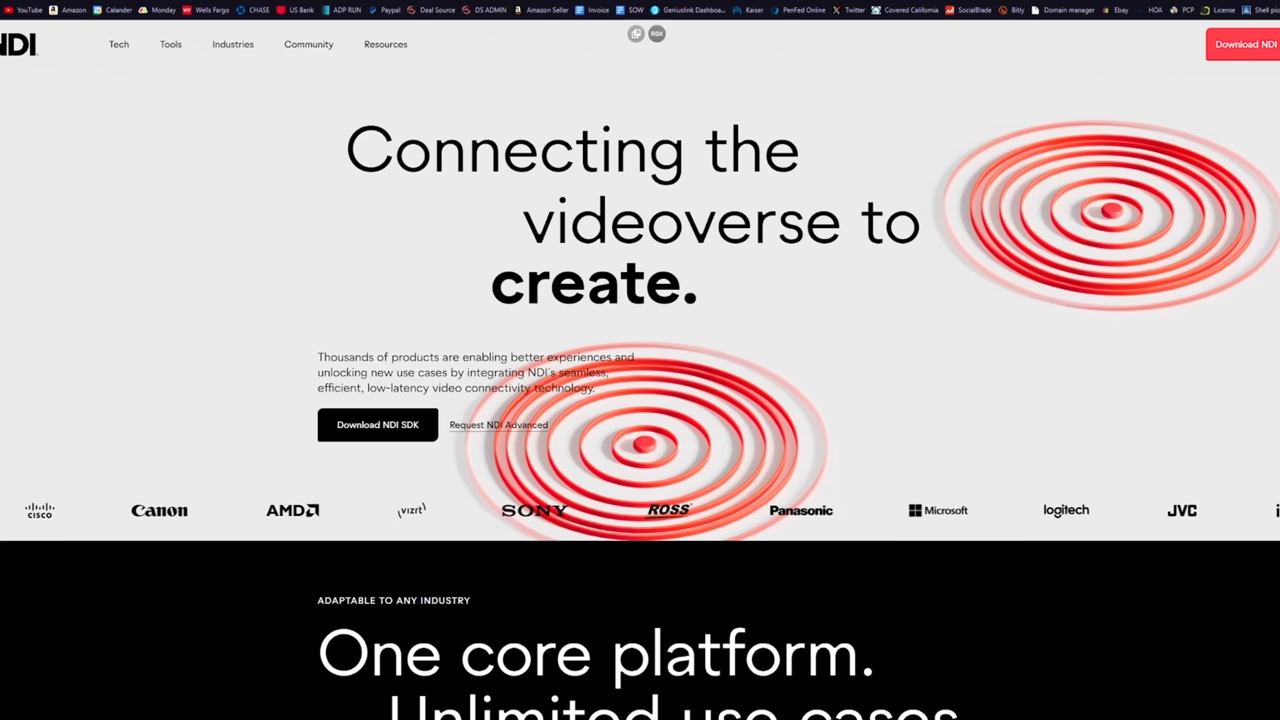 YouTube Amazon Calander Monday Wells Fargo CHASE US Bank ADP RUN Paypal Deal Source DS ADMIN Amazon Seller Invoice SOW Geniuslink Dashboa... Kaiser PenFed Online Twitter Covered California SocialBlade Bitly Domain manager Ebay HOA PCP License
NDI Tech Tools Industries Community Resources RGX Download NDI
Connecting the
videoverse to
create.
Thousands of products are enabling better experiences and
unlocking new use cases by integrating NDI's seamless,
efficient, low-latency video connectivity technology.
Download NDI SDK Request NDI Advanced
CISCO Canon AMD vizrt SONY ROSS Panasonic Microsoft logitech JVC
ADAPTABLE TO ANY INDUSTRY
One core platform.
Unlimited use cases